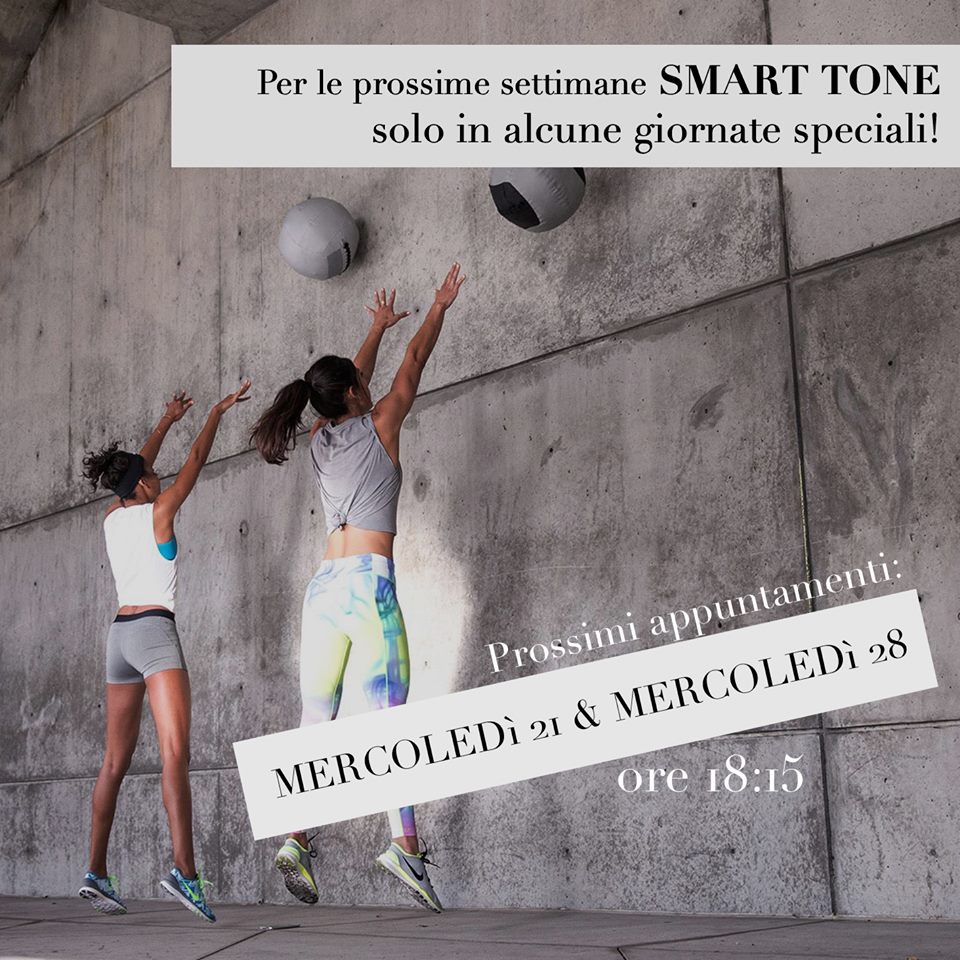 Per le prossime settimane SMART TONE
solo in alcune giornate speciali!
Prossimi appuntamenti:
MERCOLEDì 21 & MERCOLEDì 28
ore 18:15